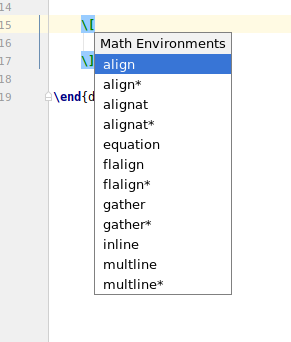 14
15 \[
16
17 \]
18
19 \end{d
Math Environments
align
align*
alignat
alignat*
equation
flalign
flalign*
gather
gather*
inline
multline
multline*